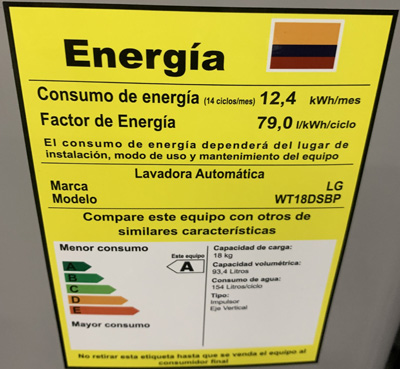 Energía
Consumo de energía (14 ciclos/mes) 12,4 kWh/mes
Factor de Energía 79,0 l/kWh/ciclo
El consumo de energía dependerá del lugar de
instalación, modo de uso y mantenimiento del equipo
Lavadora Automática
Marca LG
Modelo WT18DSBP
Compare este equipo con otros de
similares características
Menor consumo
Este equipo
A
A
B
C
D
E
Mayor consumo
Capacidad de carga:
18 kg
Capacidad volumétrica:
93,4 Litros
Consumo de agua:
154 Litros/ciclo
Tipo:
Impulsor
Eje Vertical
No retirar esta etiqueta hasta que se venda el equipo al
consumidor final